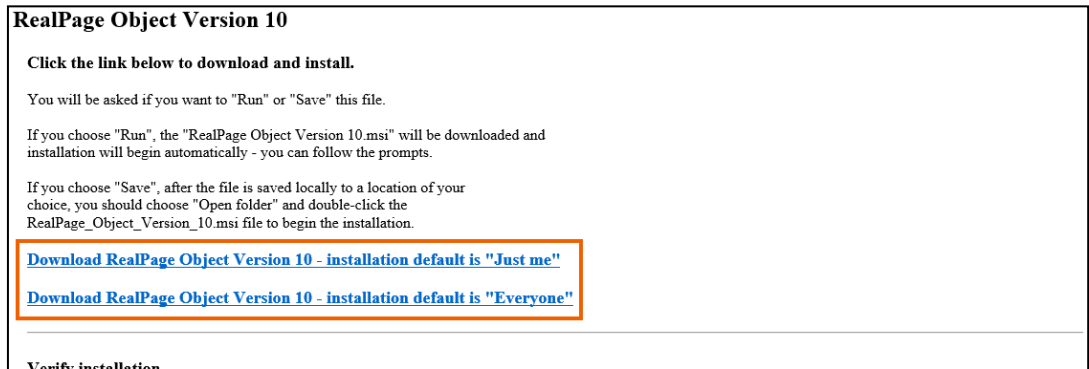 RealPage Object Version 10
Click the link below to download and install.
You will be asked if you want to "Run" or "Save" this file.
If you choose "Run", the "RealPage Object Version 10.msi" will be downloaded and
installation will begin automatically - you can follow the prompts.
If you choose "Save", after the file is saved locally to a location of your
choice, you should choose "Open folder" and double-click the
RealPage_Object_Version_10.msi file to begin the installation.
Download RealPage Object Version 10 - installation default is "Just me"
Download RealPage Object Version 10 - installation default is "Everyone"
Verify installation